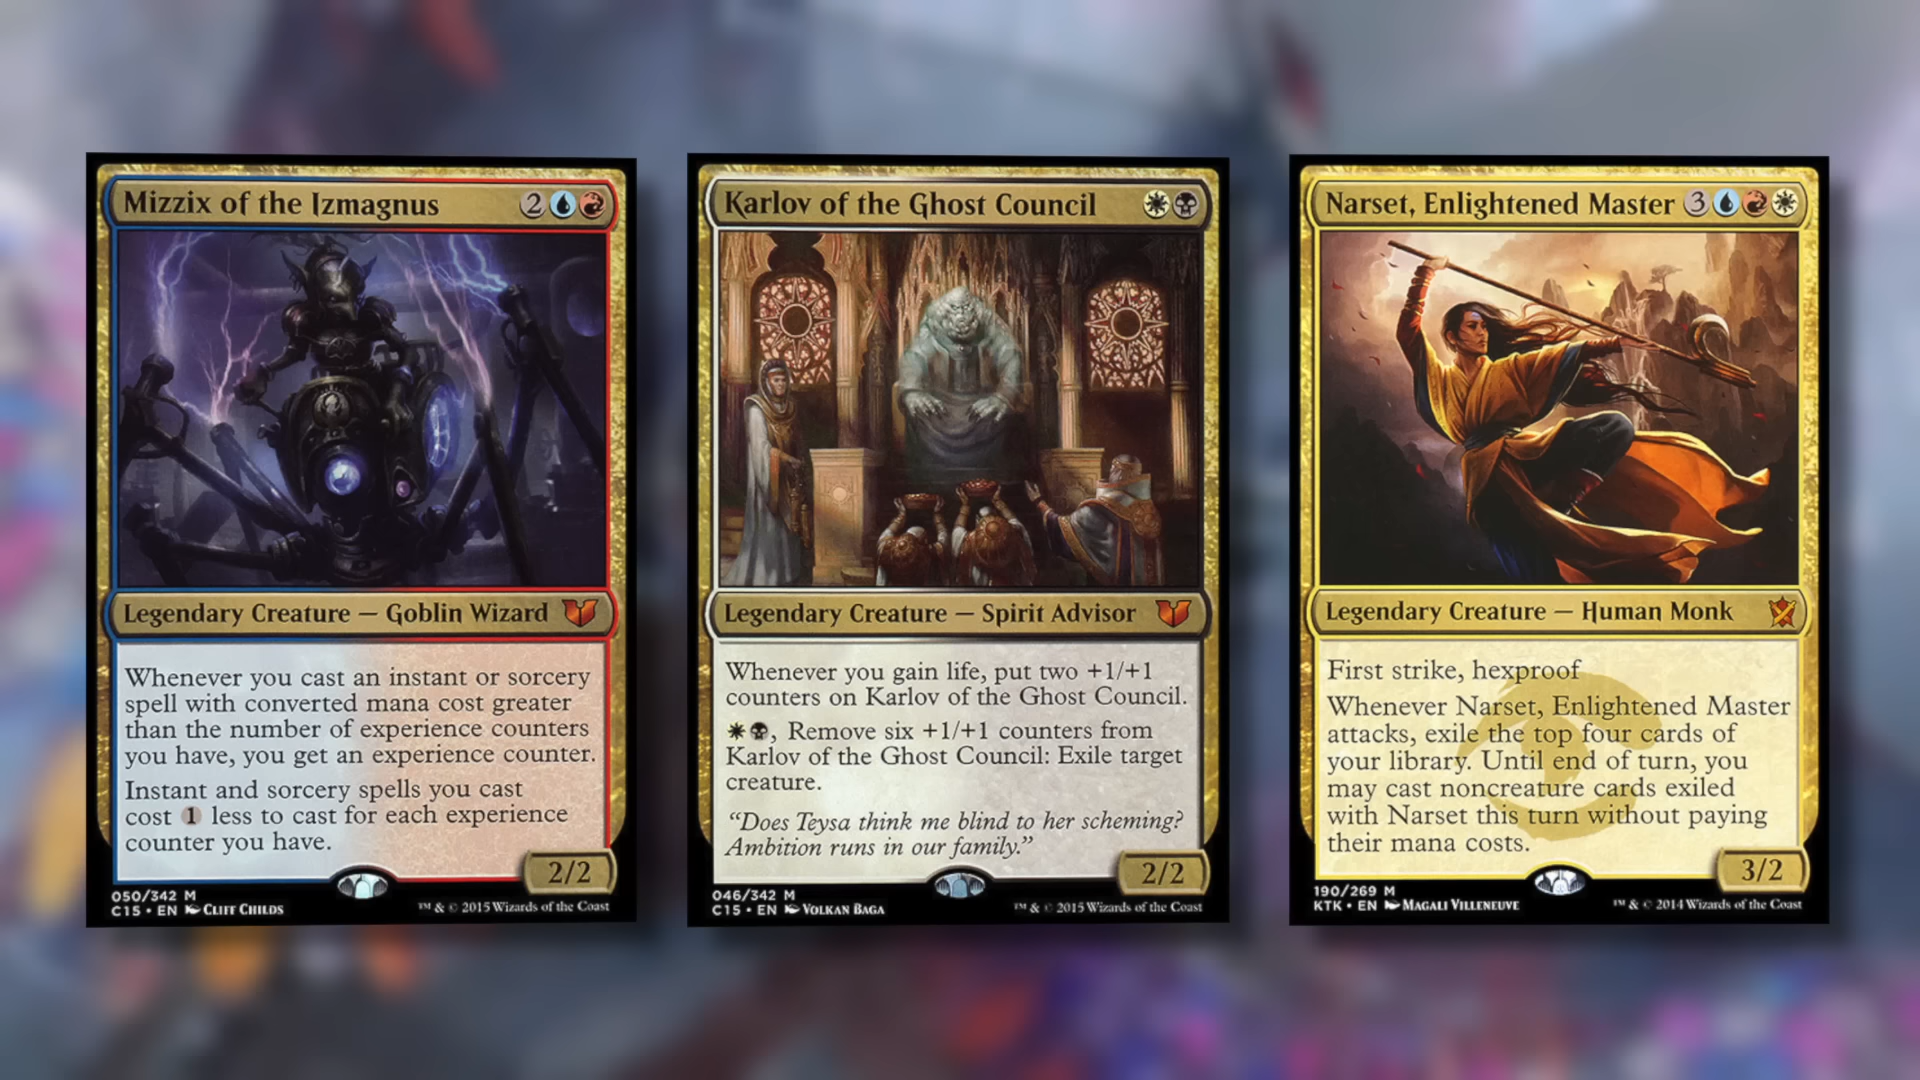 Mizzix of the Izmagnus 2
Legendary Creature — Goblin Wizard
Whenever you cast an instant or sorcery
spell with converted mana cost greater
than the number of experience counters
you have, you get an experience counter.
Instant and sorcery spells you cast
cost 1 less to cast for each experience
counter you have.
2/2
050/342 M
C15 • EN Cliff Childs
™ & © 2015 Wizards of the Coast
Karlov of the Ghost Council
Legendary Creature — Spirit Advisor
Whenever you gain life, put two +1/+1
counters on Karlov of the Ghost Council.
, Remove six +1/+1 counters from
Karlov of the Ghost Council: Exile target
creature.
“Does Teysa think me blind to her scheming?
Ambition runs in our family.”
2/2
046/342 M
C15 • EN Volkan Baga
™ & © 2015 Wizards of the Coast
Narset, Enlightened Master 3
Legendary Creature — Human Monk
First strike, hexproof
Whenever Narset, Enlightened Master
attacks, exile the top four cards of
your library. Until end of turn, you
may cast noncreature cards exiled
with Narset this turn without paying
their mana costs.
3/2
190/269 M
KTK • EN Magali Villeneuve
™ & © 2014 Wizards of the Coast